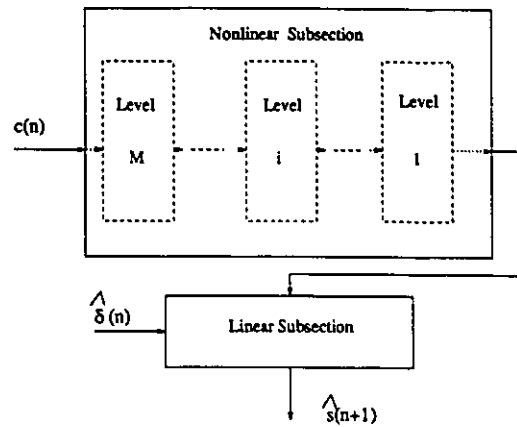 Nonlinear Subsection
Level
M
Level
i
Level
1
c(n)
δ̂(n)
Linear Subsection
ŝ(n+1)